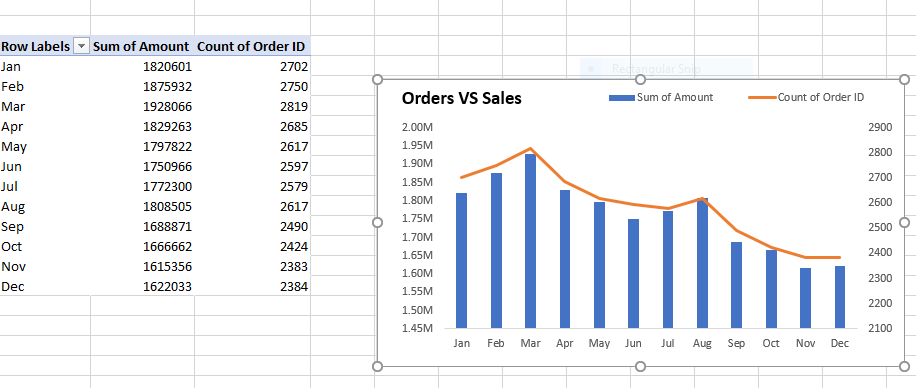 Row Labels Sum of Amount Count of Order ID
Jan 1820601 2702
Feb 1875932 2750
Mar 1928066 2819
Apr 1829263 2685
May 1797822 2617
Jun 1750966 2597
Jul 1772300 2579
Aug 1808505 2617
Sep 1688871 2490
Oct 1666662 2424
Nov 1615356 2383
Dec 1622033 2384
Rectangular Snip
Orders VS Sales
Sum of Amount Count of Order ID
2.00M 2900
1.95M
1.90M 2800
1.85M 2700
1.80M 2600
1.75M
1.70M 2500
1.65M 2400
1.60M 2300
1.55M
1.50M 2200
1.45M 2100
Jan Feb Mar Apr May Jun Jul Aug Sep Oct Nov Dec